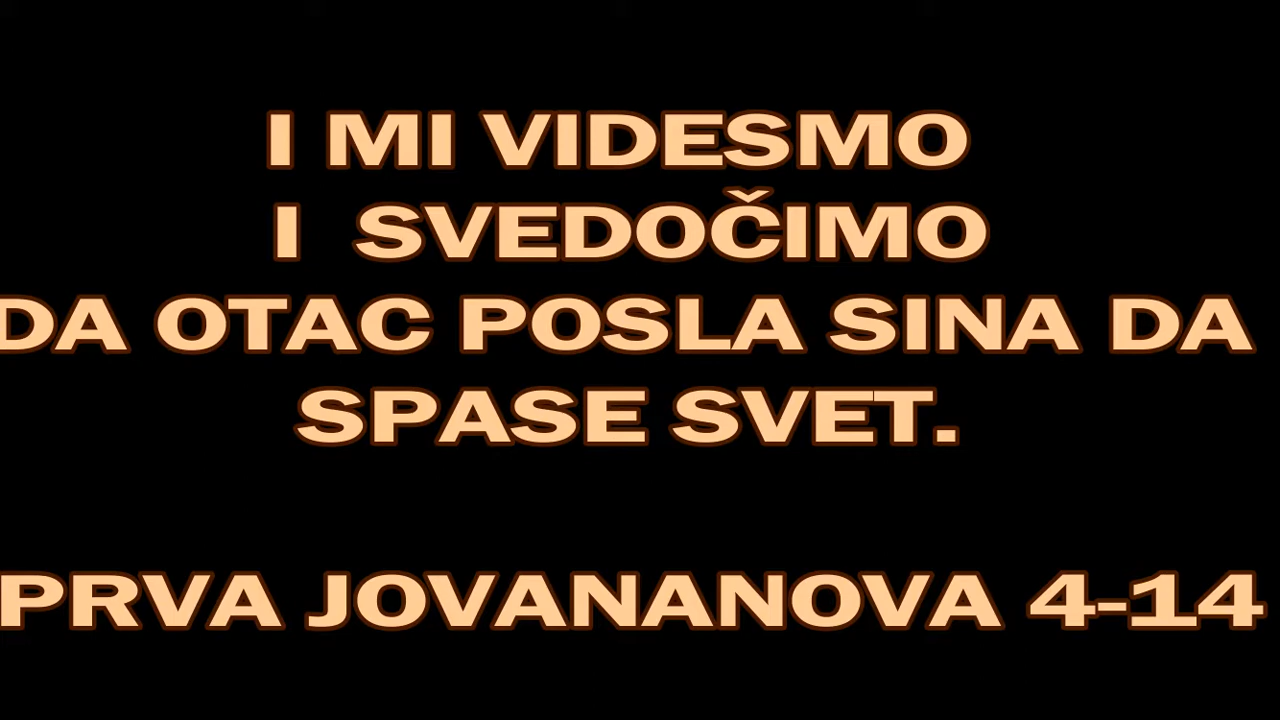 I MI VIDESMO
I SVEDOČIMO
DA OTAC POSLA SINA DA
SPASE SVET.
PRVA JOVANANOVA 4-14